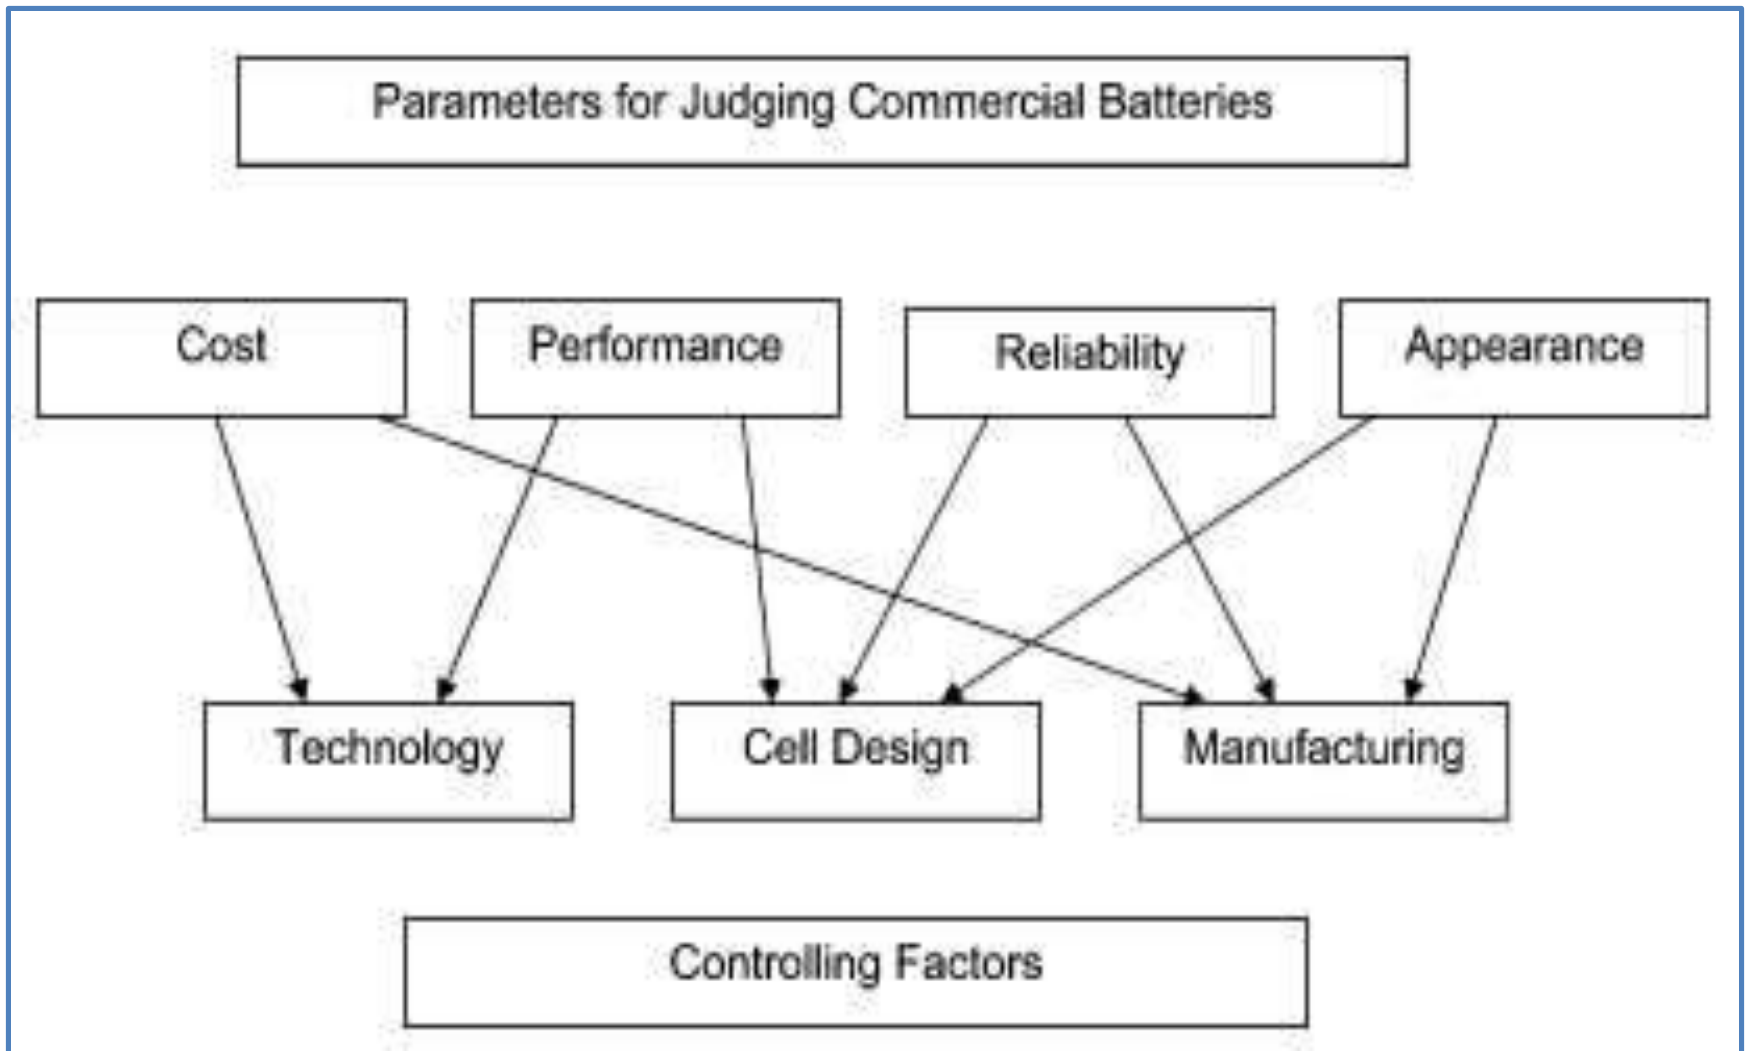 Parameters for Judging Commercial Batteries
Cost
Performance
Reliability
Appearance
Technology
Cell Design
Manufacturing
Controlling Factors